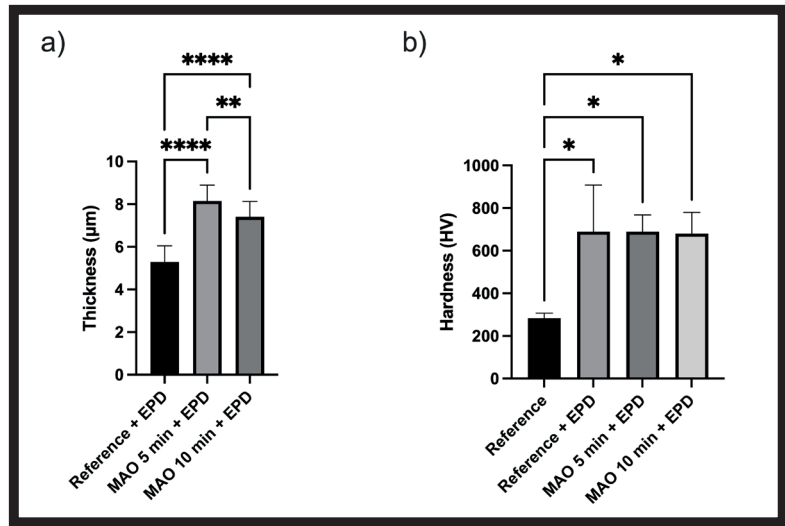 a)
****
**
****
10
8
6
4
2
0
Thickness (µm)
Reference + EPD
MAO 5 min + EPD
MAO 10 min + EPD
b)
*
*
*
1000
800
600
400
200
0
Hardness (HV)
Reference
Reference + EPD
MAO 5 min + EPD
MAO 10 min + EPD